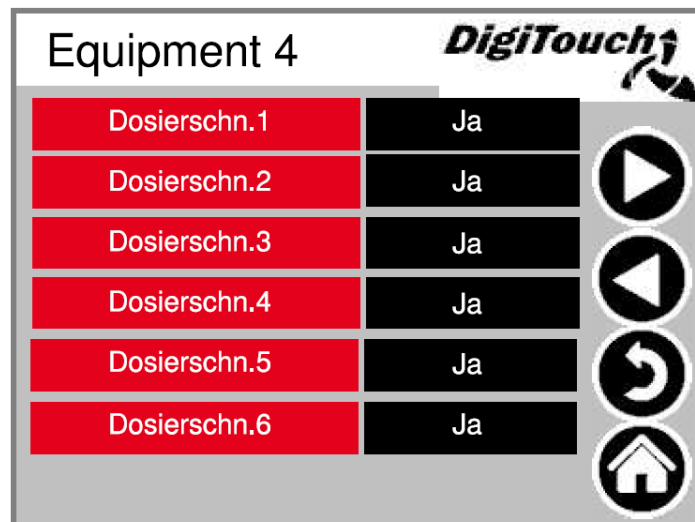 Equipment 4
DigiTouch
Dosierschn.1 Ja
Dosierschn.2 Ja
Dosierschn.3 Ja
Dosierschn.4 Ja
Dosierschn.5 Ja
Dosierschn.6 Ja